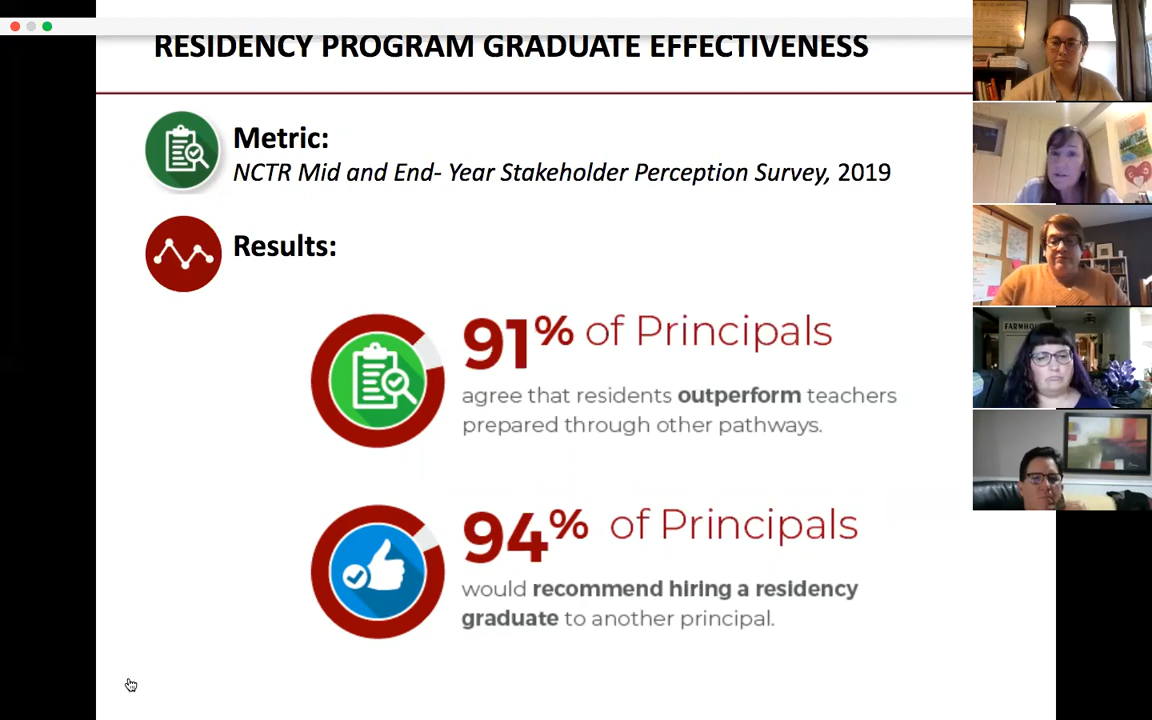 RESIDENCY PROGRAM GRADUATE EFFECTIVENESS
Metric:
NCTR Mid and End- Year Stakeholder Perception Survey, 2019
Results:
91% of Principals
agree that residents outperform teachers
prepared through other pathways.
94% of Principals
would recommend hiring a residency
graduate to another principal.
FARMHOUSE